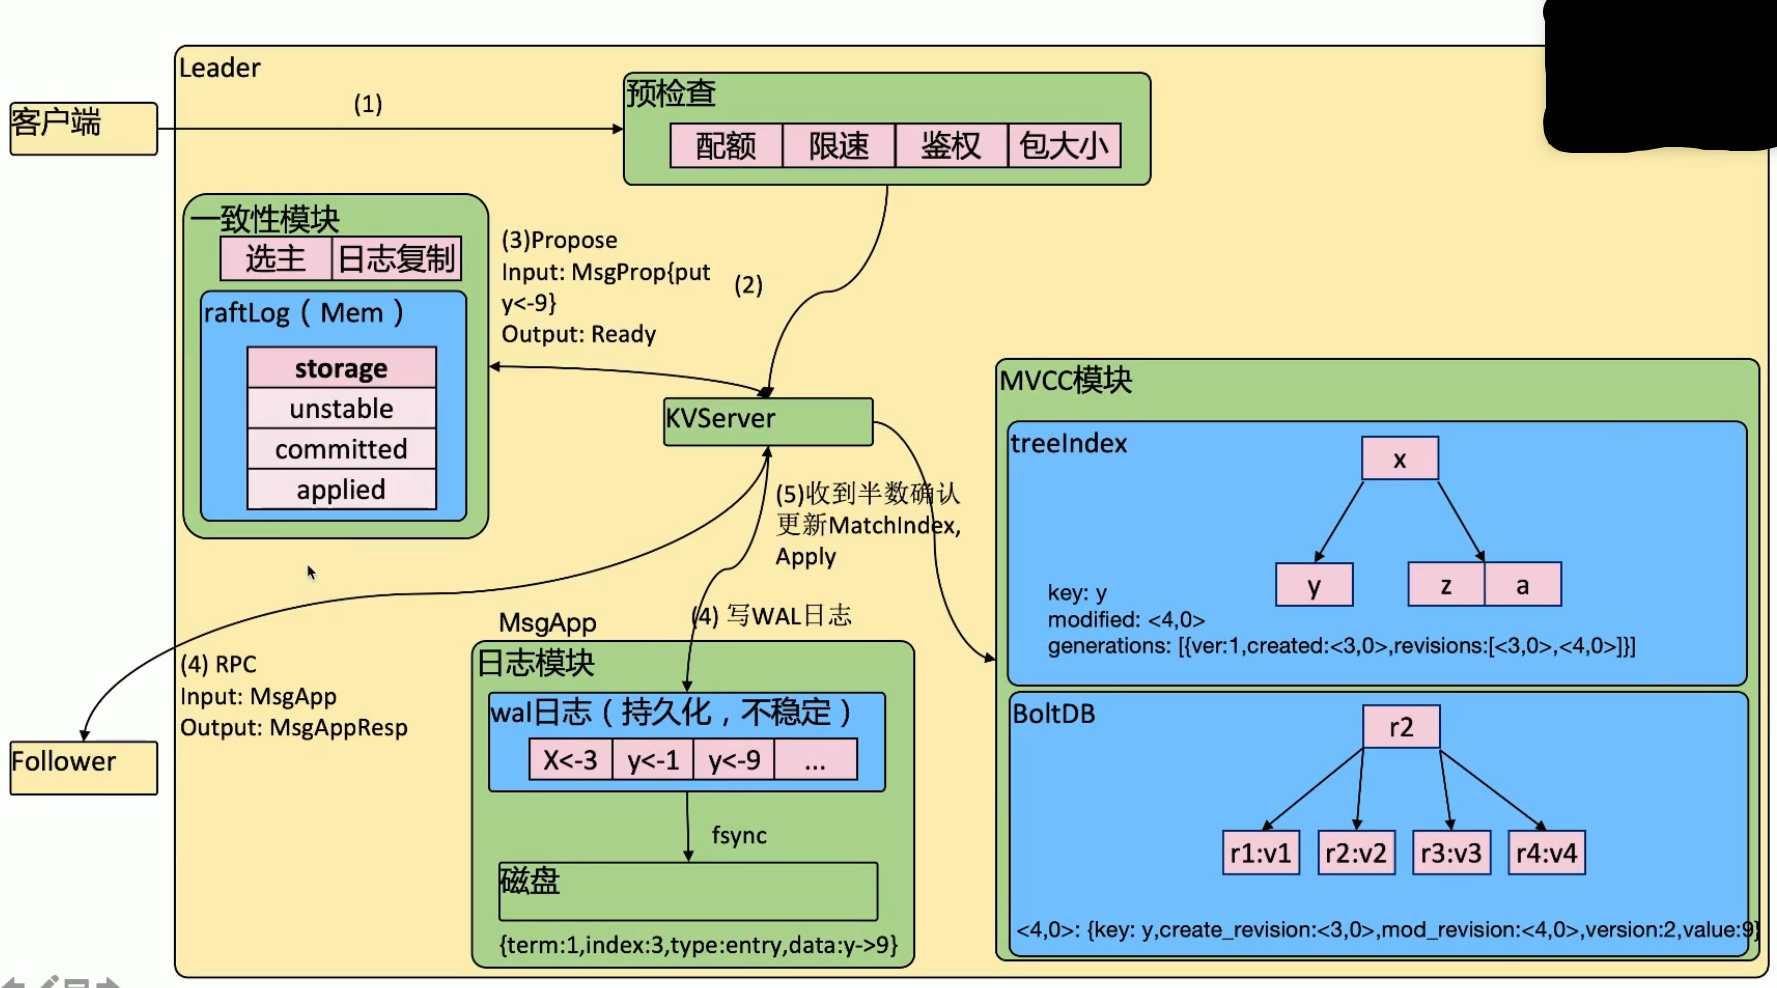 Leader
客户端
(1)
预检查
配额 限速 鉴权 包大小
一致性模块
选主 日志复制
raftLog（Mem）
storage
unstable
committed
applied
(3)Propose
Input: MsgProp{put
y<-9}
Output: Ready
(2)
KVServer
(5)收到半数确认
更新MatchIndex,
Apply
(4) 写WAL日志
MsgApp
(4) RPC
Input: MsgApp
Output: MsgAppResp
Follower
日志模块
wal日志（持久化，不稳定）
X<-3 y<-1 y<-9 ...
fsync
磁盘
{term:1,index:3,type:entry,data:y->9}
MVCC模块
treeIndex
x
y z a
key: y
modified: <4,0>
generations: [{ver:1,created:<3,0>,revisions:[<3,0>,<4,0>]}]
BoltDB
r2
r1:v1 r2:v2 r3:v3 r4:v4
<4,0>: {key: y,create_revision:<3,0>,mod_revision:<4,0>,version:2,value:9}